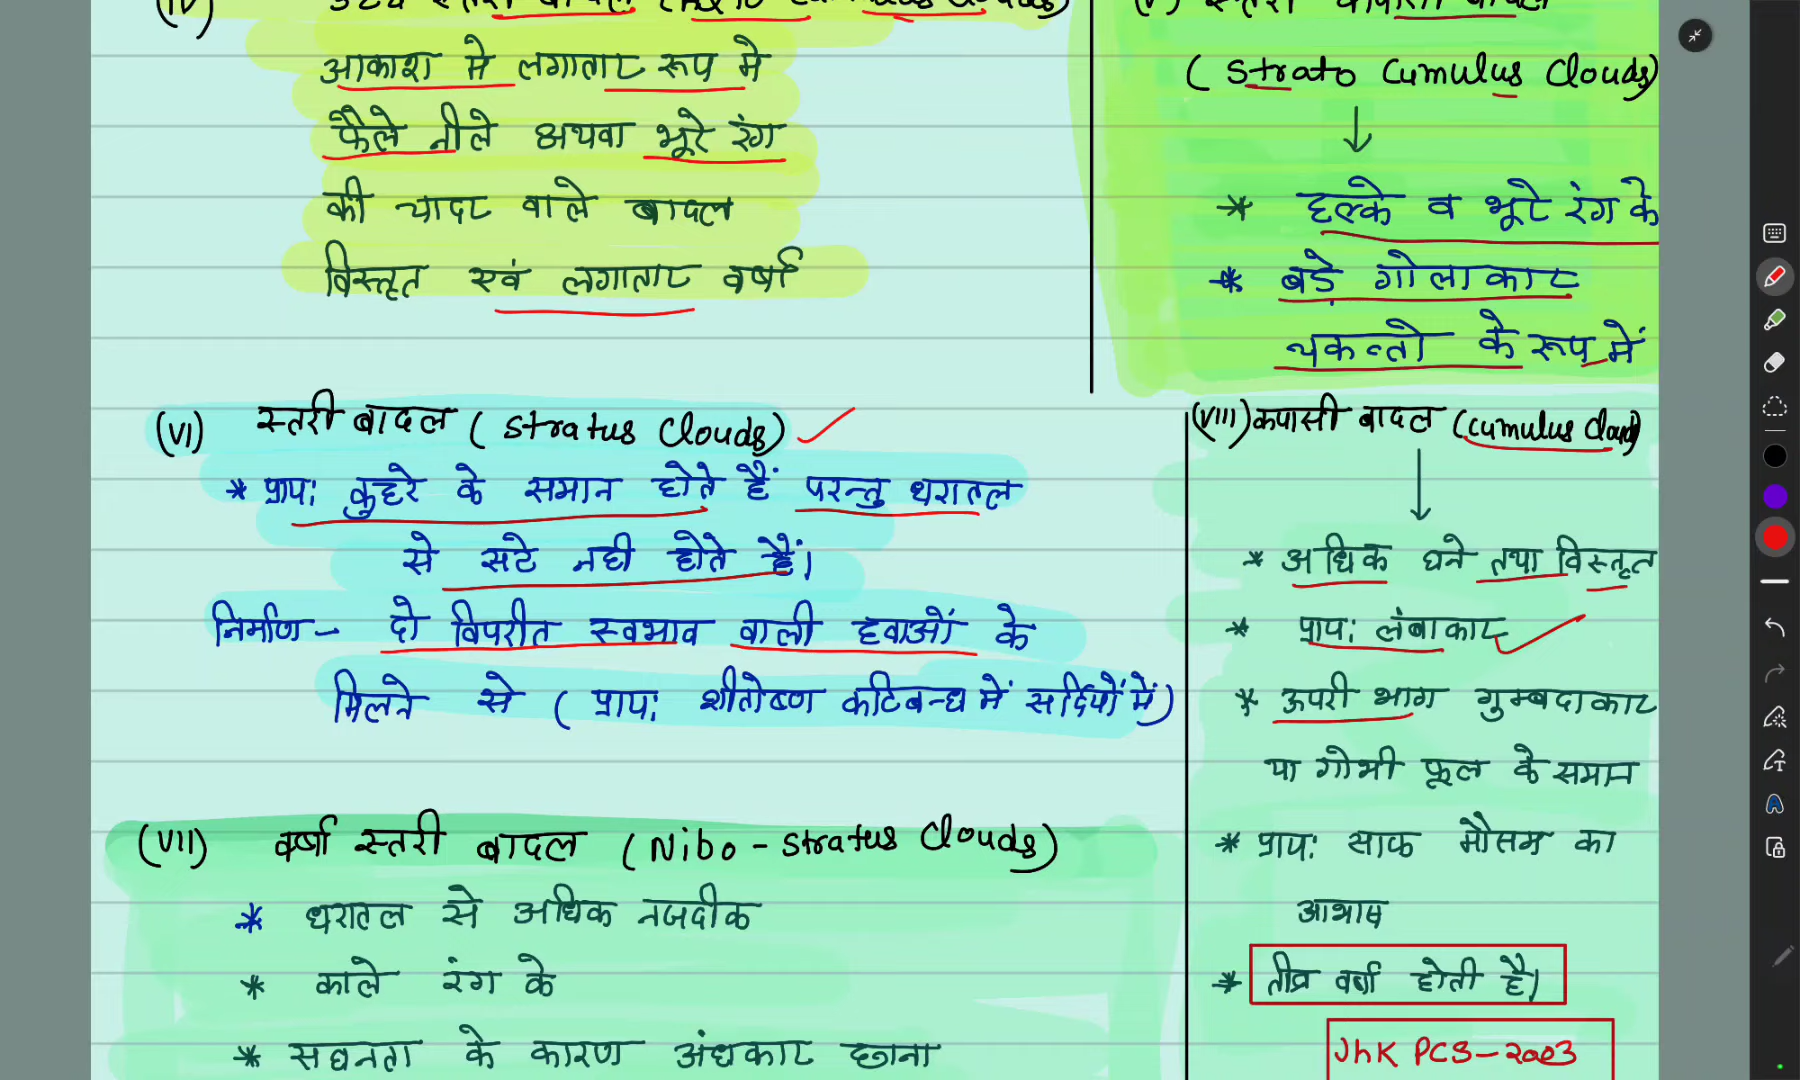 (iv) स्तरी बादल
आकाश मे लगातार रूप मे
फैले नीले अथवा भूरे रंग
की चादर वाले बादल
विस्तृत एवं लगातार वर्षा
(Strato Cumulus Clouds)
* हल्के व भूरे रंग के
* बड़े गोलाकार
चकत्तो के रूप में
(VI) स्तरी बादल (Stratus Clouds)
* प्राय: कुहरे के समान होते हैं परन्तु धरातल
से सटे नही होते हैं।
निर्माण - दो विपरीत स्वभाव वाली हवाओं के
मिलने से (प्राय: शीतोष्ण कटिबन्ध में सर्दियों में)
(VII) वर्षा स्तरी बादल (Nibo-Stratus Clouds)
* धरातल से अधिक नजदीक
* काले रंग के
* सघनता के कारण अंधकार छाना
(VIII) कपासी बादल (cumulus Cloud)
* अधिक घने तथा विस्तृत
* प्राय: लंबाकार
* ऊपरी भाग गुम्बदाकार
या गोभी फूल के समान
* प्राय: साफ मौसम का
आभाष
* तीव्र वर्षा होती है।
JhK PCS-2003